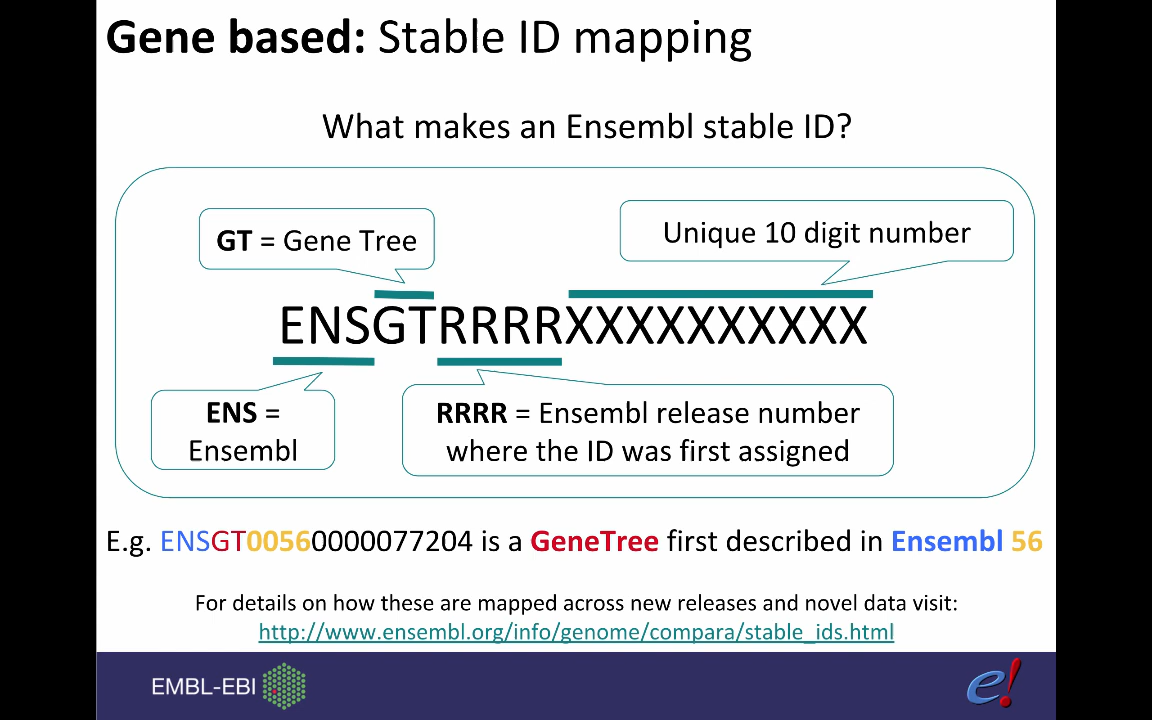 Gene based: Stable ID mapping
What makes an Ensembl stable ID?
GT = Gene Tree
Unique 10 digit number
ENSGTRRRRXXXXXXXXXX
ENS =
Ensembl
RRRR = Ensembl release number
where the ID was first assigned
E.g. ENSGT00560000077204 is a GeneTree first described in Ensembl 56
For details on how these are mapped across new releases and novel data visit:
http://www.ensembl.org/info/genome/compara/stable_ids.html
EMBL-EBI
e!